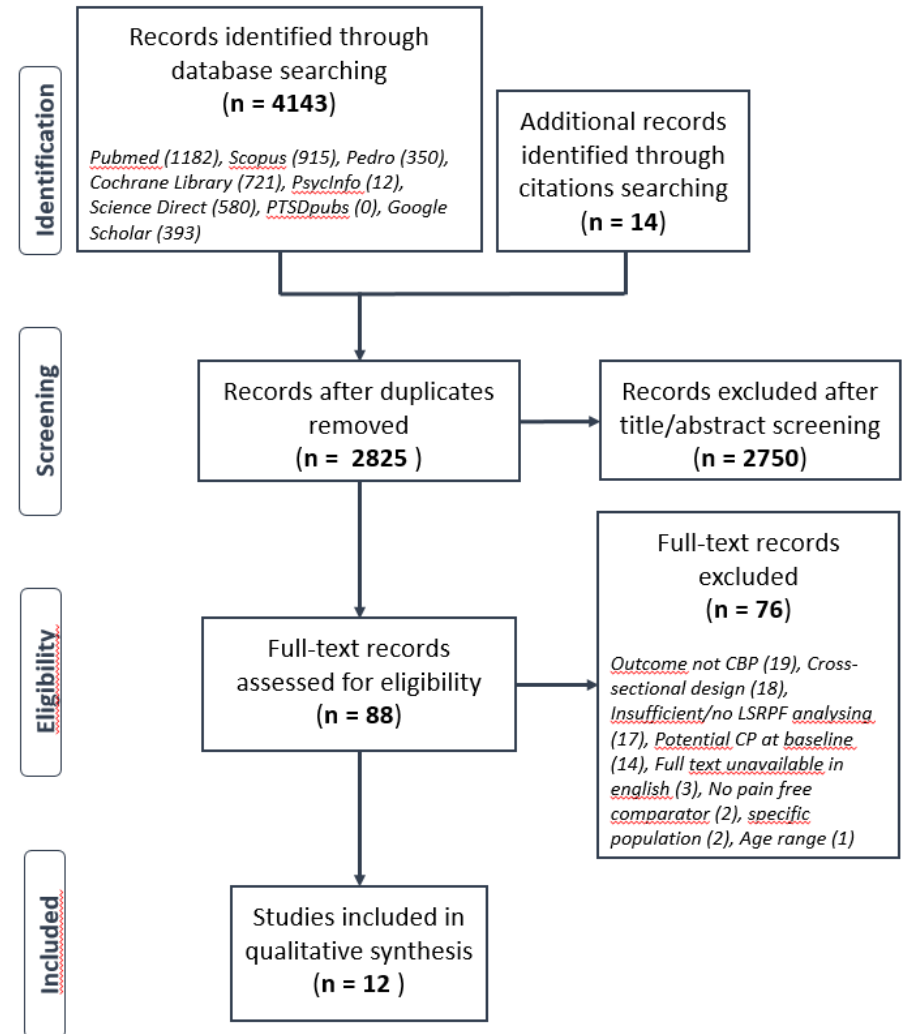 Identification
Records identified through
database searching
(n = 4143)
Pubmed (1182), Scopus (915), Pedro (350),
Cochrane Library (721), PsycInfo (12),
Science Direct (580), PTSDpubs (0), Google
Scholar (393)
Additional records
identified through
citations searching
(n = 14)
Screening
Records after duplicates
removed
(n = 2825 )
Records excluded after
title/abstract screening
(n = 2750)
Eligibility
Full-text records
assessed for eligibility
(n = 88)
Full-text records
excluded
(n = 76)
Outcome not CBP (19), Cross-
sectional design (18),
Insufficient/no LSRPF analysing
(17), Potential CP at baseline
(14), Full text unavailable in
english (3), No pain free
comparator (2), specific
population (2), Age range (1)
Included
Studies included in
qualitative synthesis
(n = 12 )